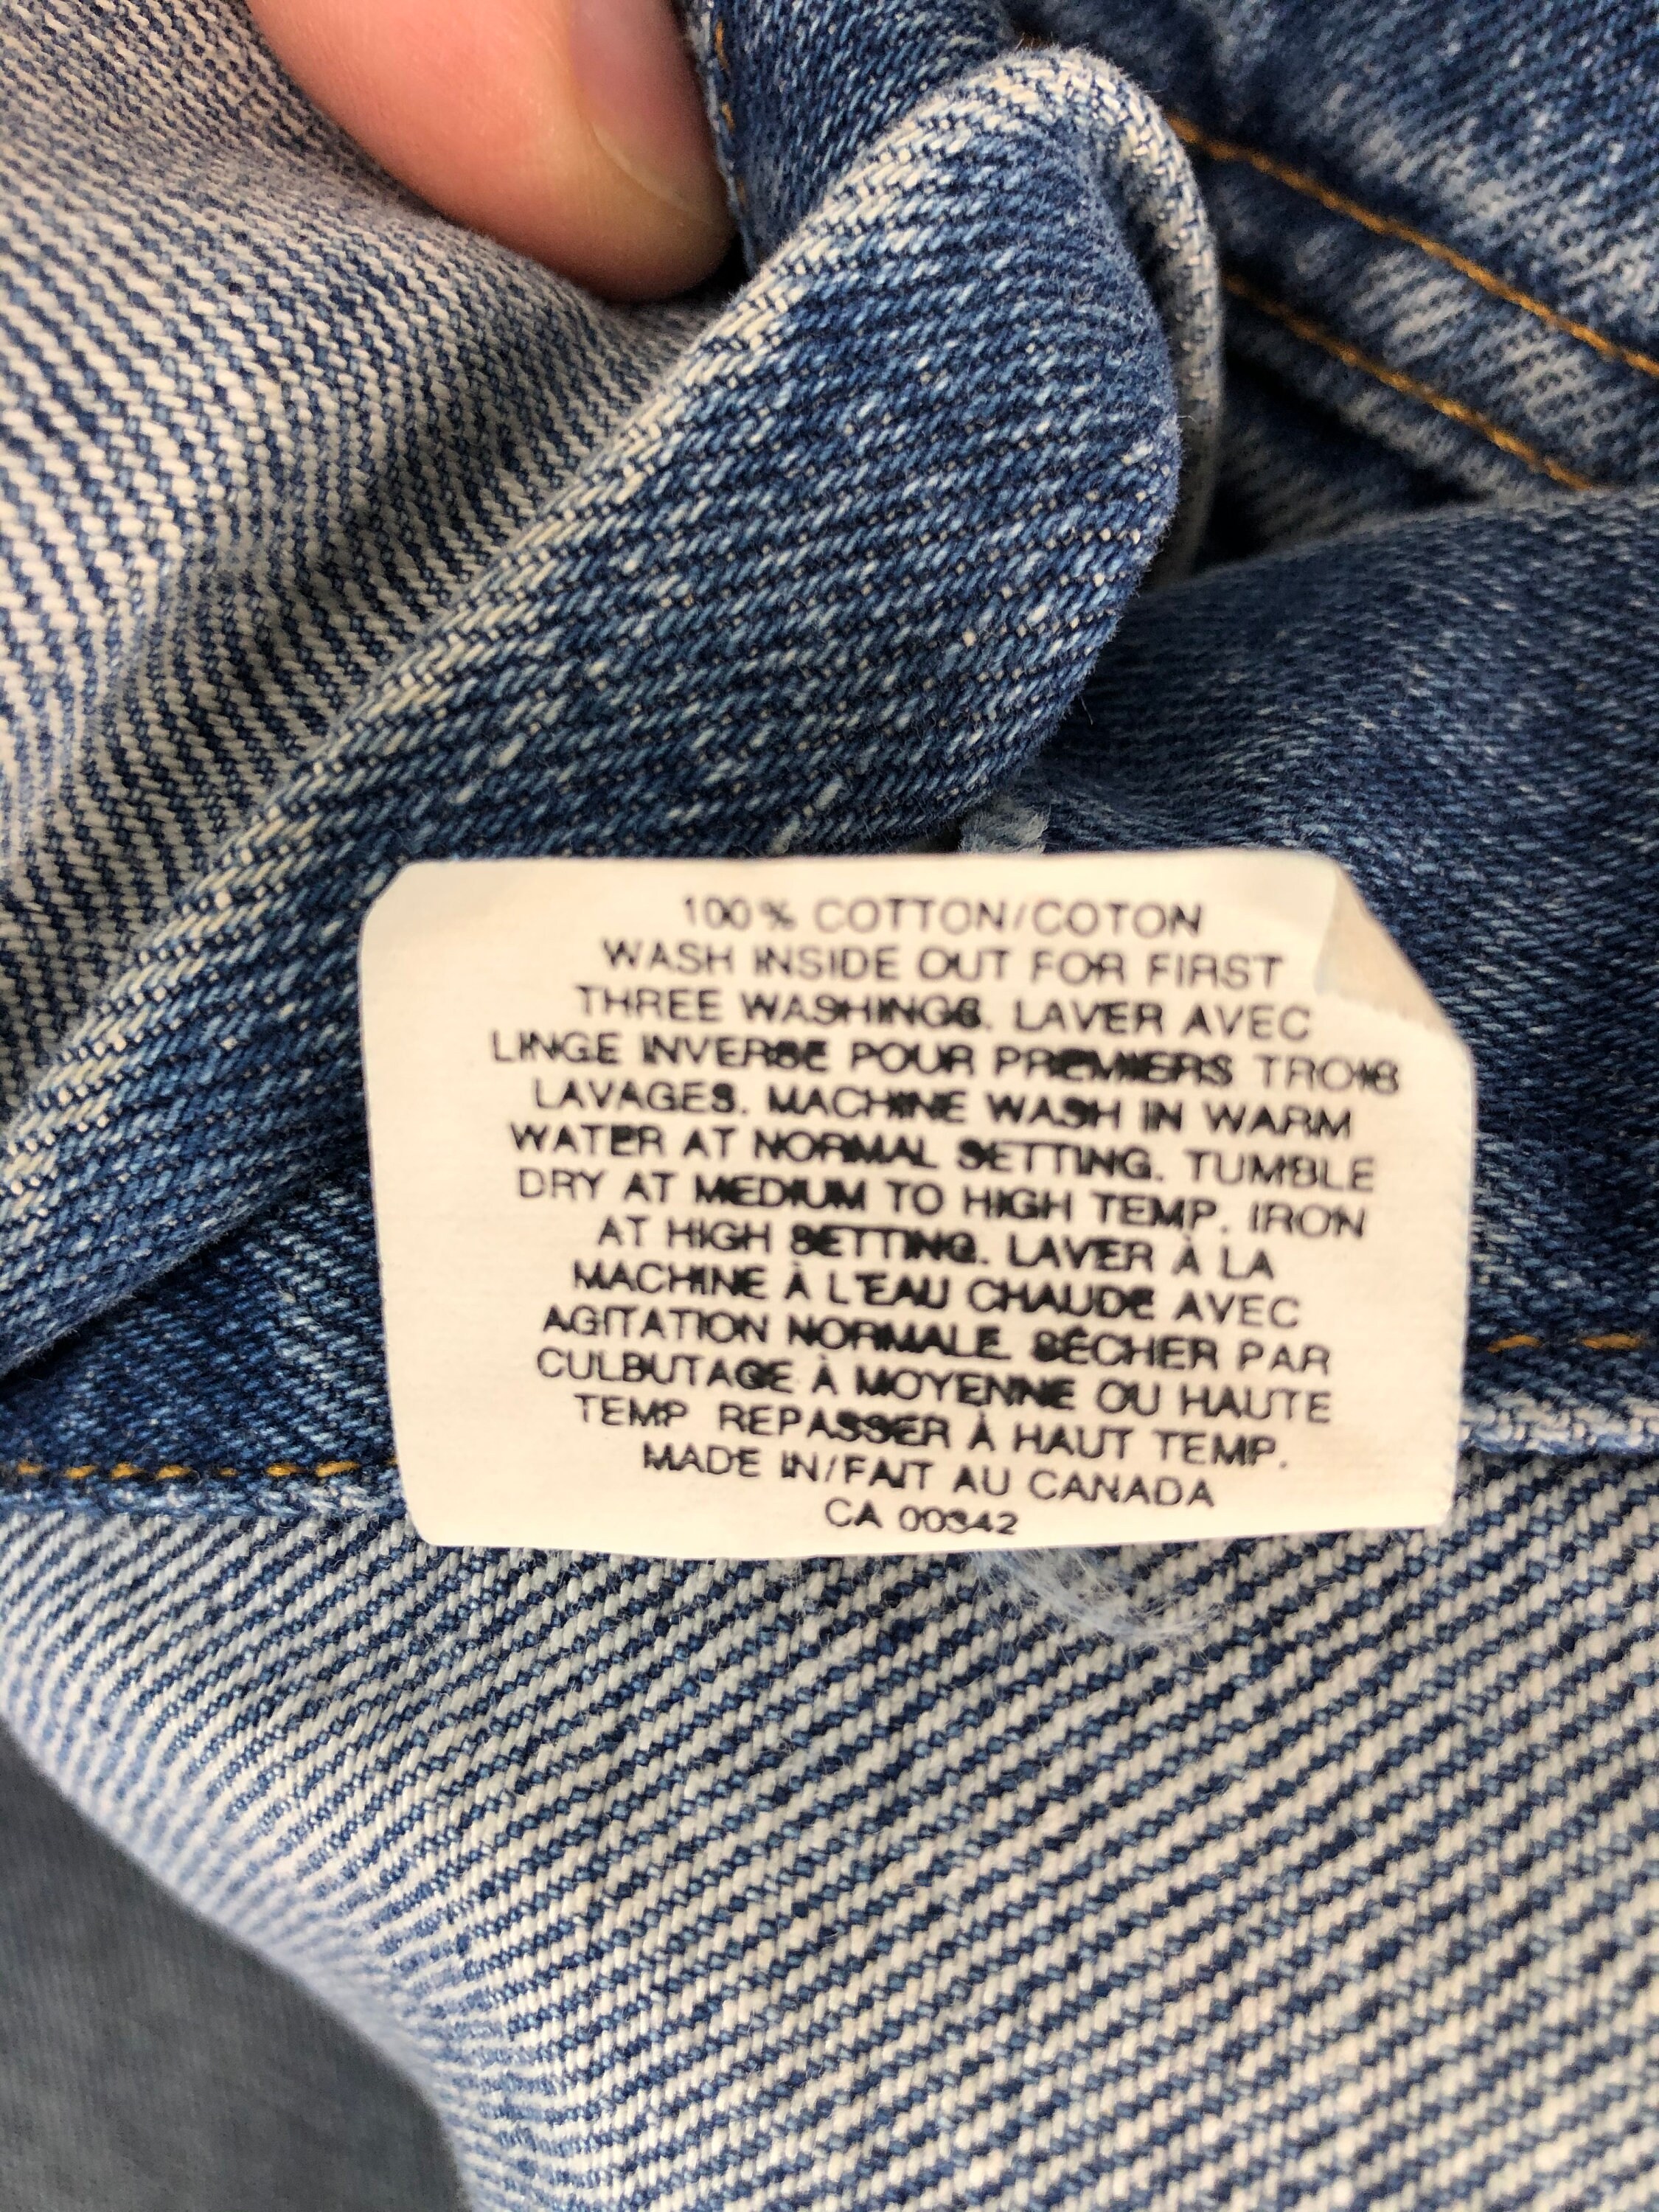 100% COTTON/COTON
WASH INSIDE OUT FOR FIRST
THREE WASHINGS. LAVER AVEC
LINGE INVERSE POUR PREMIERS TROIS
LAVAGES. MACHINE WASH IN WARM
WATER AT NORMAL SETTING. TUMBLE
DRY AT MEDIUM TO HIGH TEMP. IRON
AT HIGH SETTING. LAVER À LA
MACHINE À L'EAU CHAUDE AVEC
AGITATION NORMALE. SÉCHER PAR
CULBUTAGE À MOYENNE OU HAUTE
TEMP REPASSER À HAUT TEMP.
MADE IN/FAIT AU CANADA
CA 00342